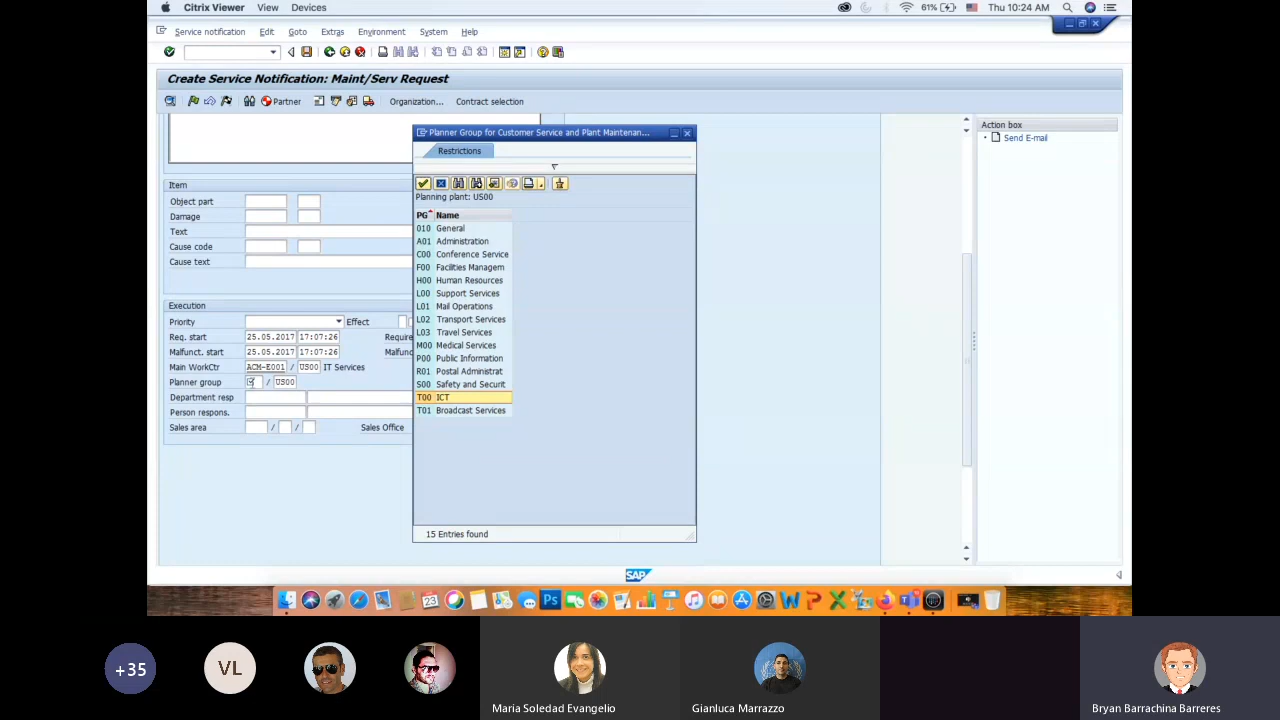 Citrix Viewer View Devices
61% Thu 10:24 AM
Service notification Edit Goto Extras Environment System Help
Create Service Notification: Maint/Serv Request
Partner Organization... Contract selection
Action box
Send E-mail
Item
Object part
Damage
Text
Cause code
Cause text
Execution
Priority Effect
Req. start 25.05.2017 17:07:26 Require
Malfunct. start 25.05.2017 17:07:26 Malfunct
Main WorkCtr ACM-E001 / US00 IT Services
Planner group / US00
Department resp
Person respons.
Sales area / / Sales Office
Planner Group for Customer Service and Plant Maintenan...
Restrictions
Planning plant: US00
PG Name
010 General
A01 Administration
C00 Conference Service
F00 Facilities Managem
H00 Human Resources
L00 Support Services
L01 Mail Operations
L02 Transport Services
L03 Travel Services
M00 Medical Services
P00 Public Information
R01 Postal Administrat
S00 Safety and Securit
T00 ICT
T01 Broadcast Services
15 Entries found
SAP
23
+35
VL
Maria Soledad Evangelio
Gianluca Marrazzo
Bryan Barrachina Barreres